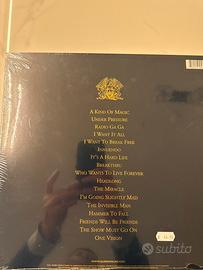 A Kind Of Magic
Under Pressure
Radio Ga Ga
I Want It All
I Want To Break Free
Innuendo
It's A Hard Life
Breakthru
Who Wants To Live Forever
Headlong
The Miracle
I'm Going Slightly Mad
The Invisible Man
Hammer To Fall
Friends Will Be Friends
The Show Must Go On
One Vision
subito